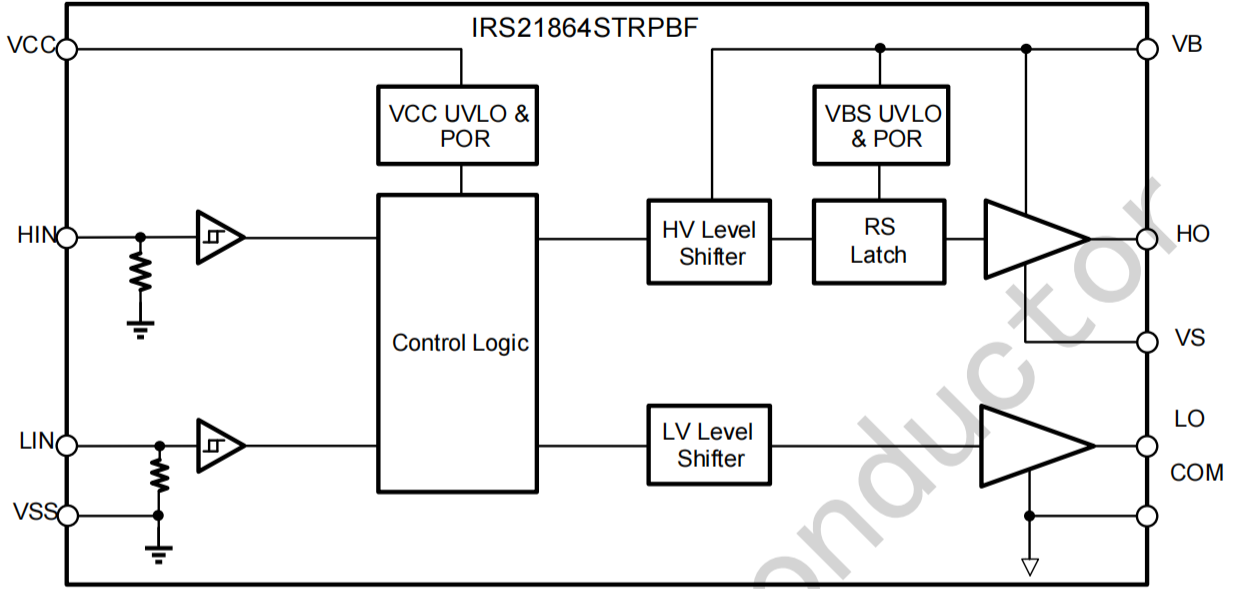 IRS21864STRPBF
VCC
VB
VCC UVLO &
POR
VBS UVLO
& POR
HIN
HV Level
Shifter
RS
Latch
HO
Control Logic
VS
LIN
LV Level
Shifter
LO
COM
VSS
onductor